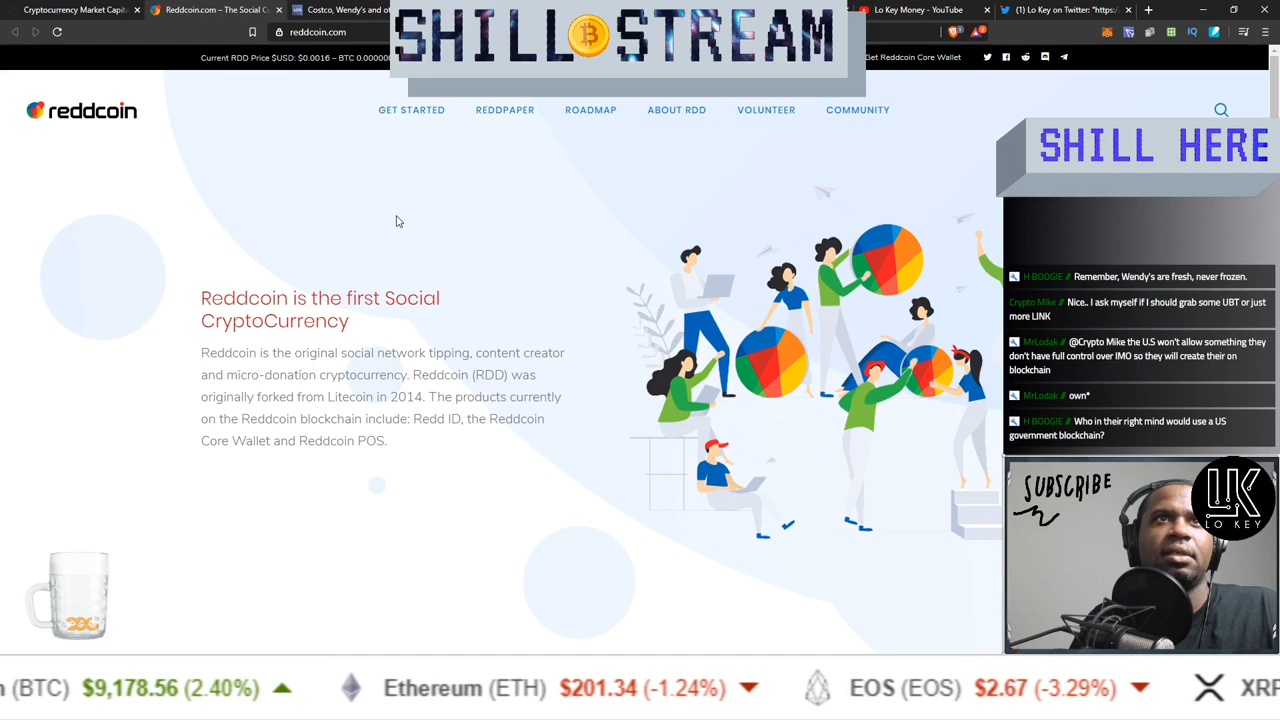 Cryptocurrency Market Capita
Reddcoin.com – The Social Cu
Costco, Wendy's and ot
Lo Key Money - YouTube
(1) Lo Key on Twitter: "https:/
reddcoin.com
SHILL STREAM
Current RDD Price $USD: $0.0016 – BTC 0.000000
Get Reddcoin Core Wallet
reddcoin
GET STARTED
REDDPAPER
ROADMAP
ABOUT RDD
VOLUNTEER
COMMUNITY
SHILL HERE
Reddcoin is the first Social
CryptoCurrency
Reddcoin is the original social network tipping, content creator
and micro-donation cryptocurrency. Reddcoin (RDD) was
originally forked from Litecoin in 2014. The products currently
on the Reddcoin blockchain include: Redd ID, the Reddcoin
Core Wallet and Reddcoin POS.
H BOOGIE // Remember, Wendy's are fresh, never frozen.
Crypto Mike // Nice.. I ask myself if I should grab some UBT or just
more LINK
MrLodak // @Crypto Mike the U.S won't allow something they
don't have full control over IMO so they will create their on
blockchain
MrLodak // own*
H BOOGIE // Who in their right mind would use a US
government blockchain?
SUBSCRIBE
LK
LO KEY
n (BTC) $9,178.56 (2.40%)
Ethereum (ETH) $201.34 (-1.24%)
EOS (EOS) $2.67 (-3.29%)
XRP